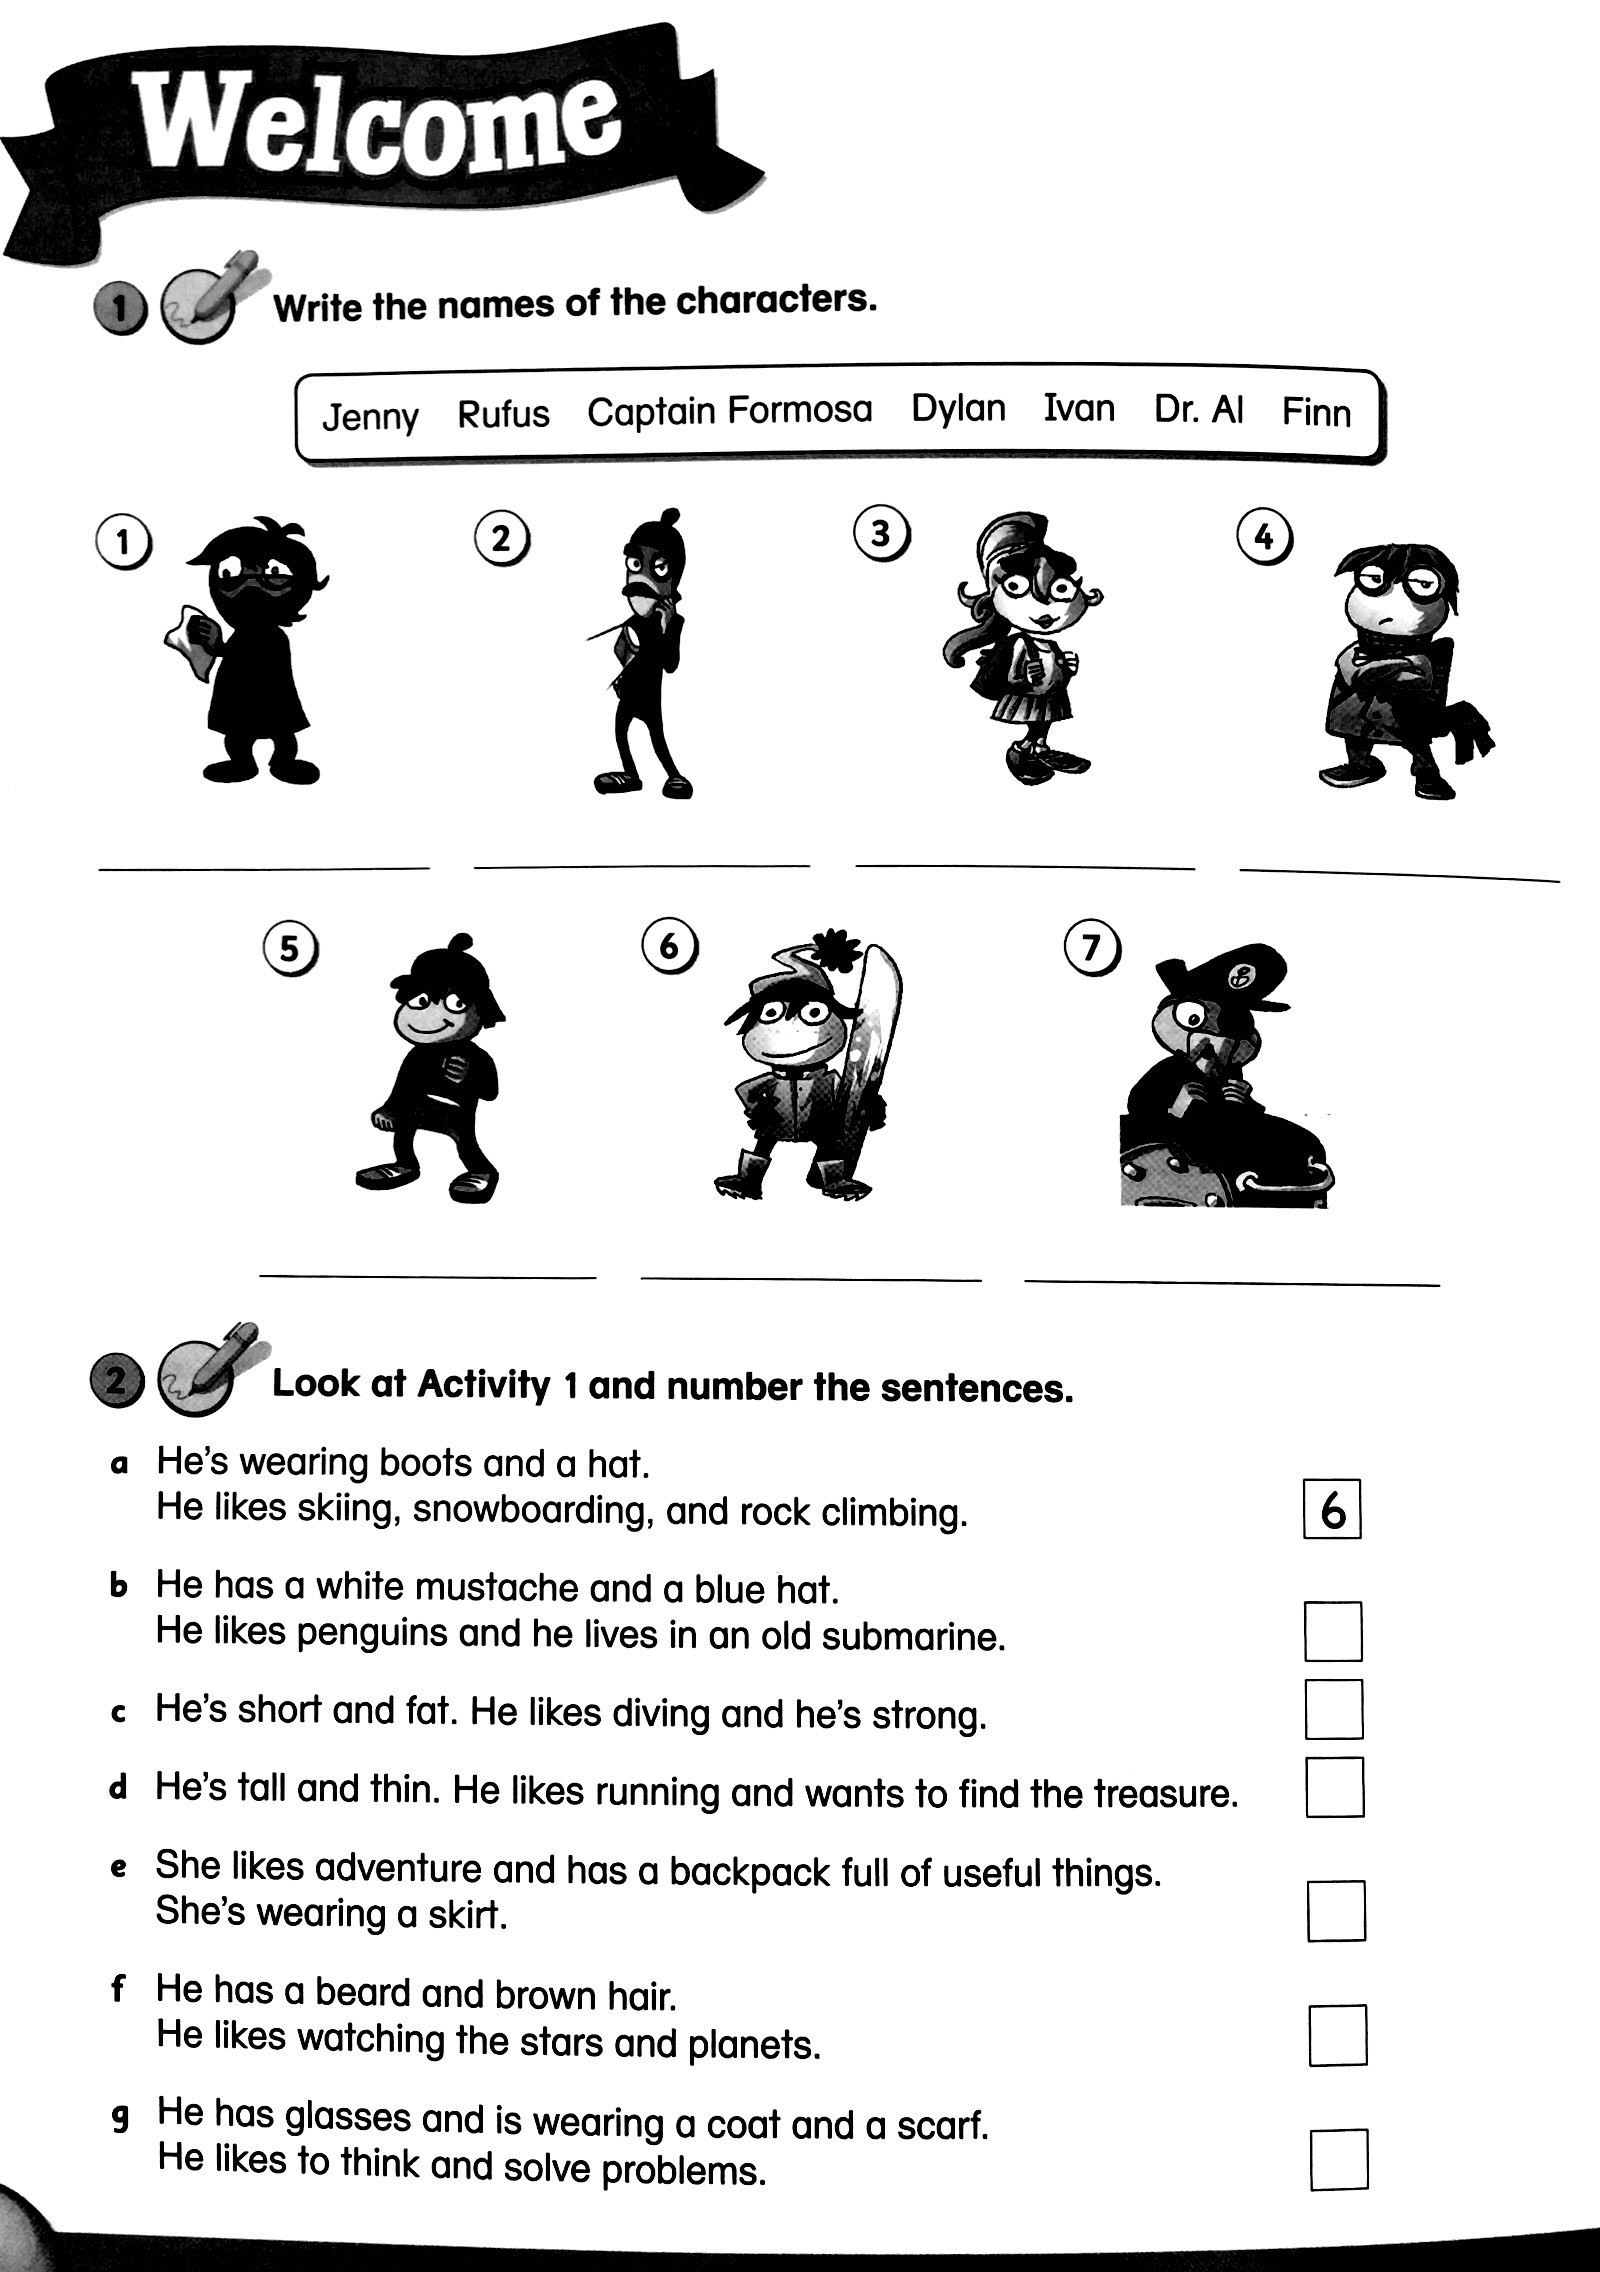 Welcome
1 Write the names of the characters.
Jenny Rufus Captain Formosa Dylan Ivan Dr. Al Finn
1 2 3 4
5 6 7
2 Look at Activity 1 and number the sentences.
a He's wearing boots and a hat.
He likes skiing, snowboarding, and rock climbing. 6
b He has a white mustache and a blue hat.
He likes penguins and he lives in an old submarine.
c He's short and fat. He likes diving and he's strong.
d He's tall and thin. He likes running and wants to find the treasure.
e She likes adventure and has a backpack full of useful things.
She's wearing a skirt.
f He has a beard and brown hair.
He likes watching the stars and planets.
g He has glasses and is wearing a coat and a scarf.
He likes to think and solve problems.